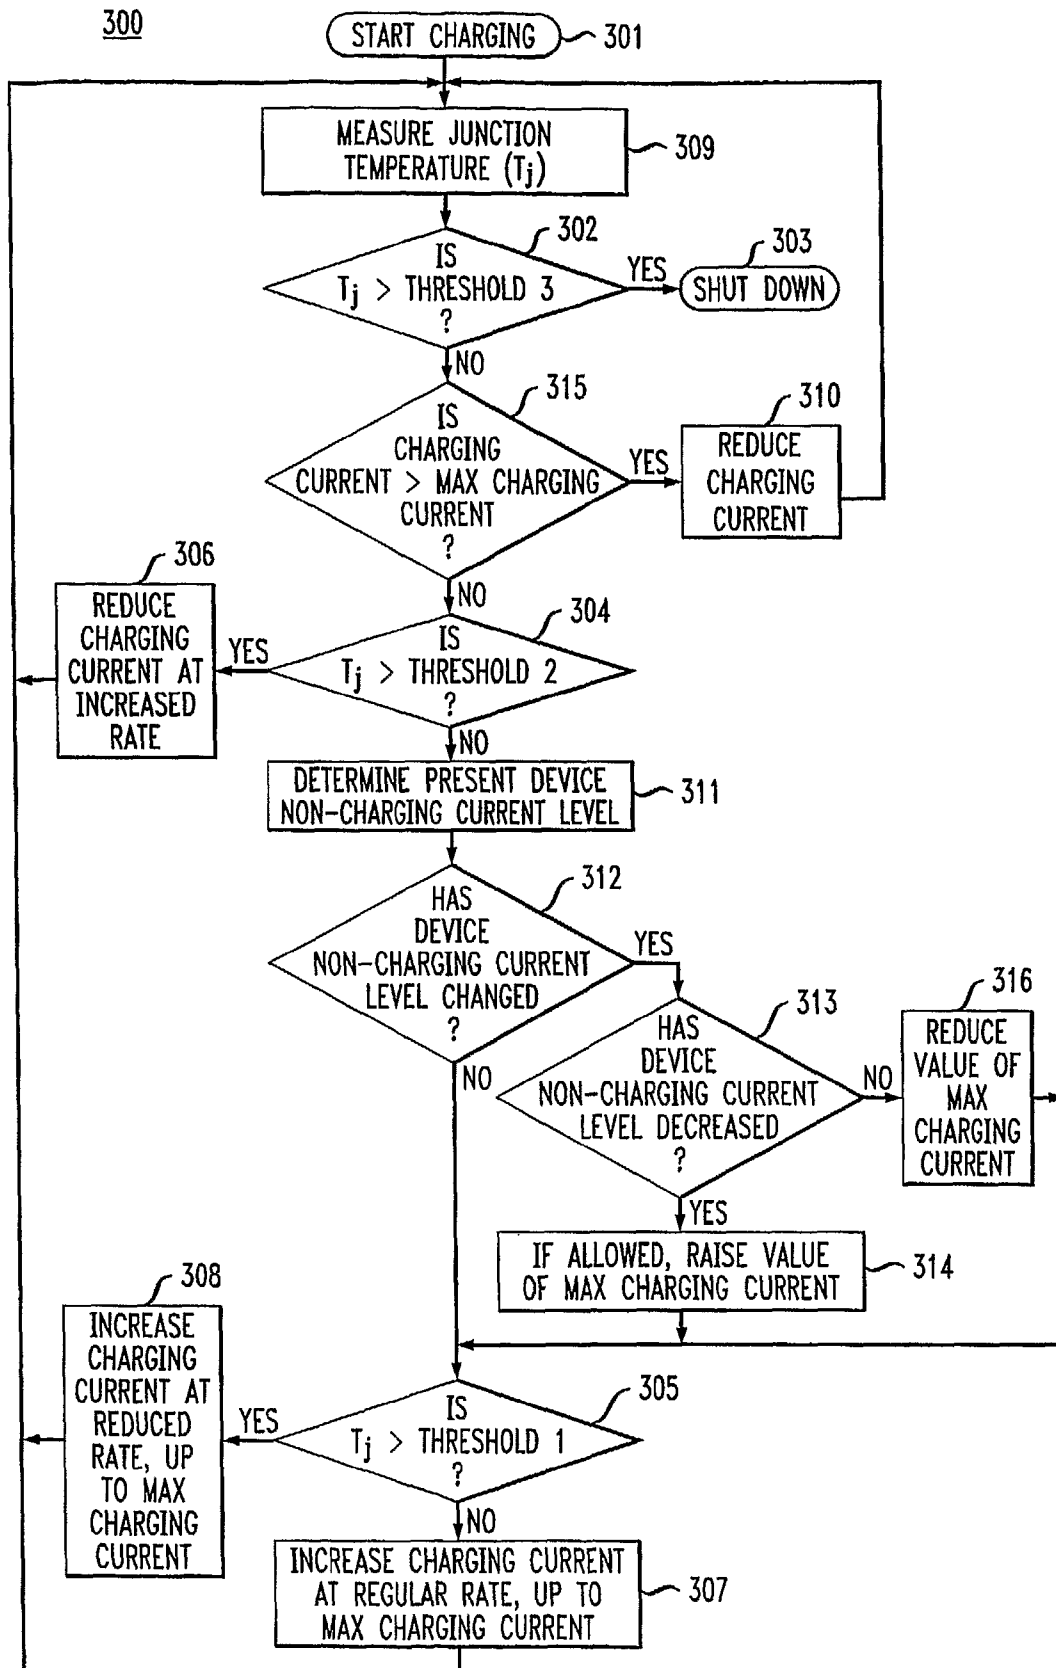 300
START CHARGING
301
MEASURE JUNCTION
TEMPERATURE (Tj)
309
302
IS
Tj > THRESHOLD 3
?
YES
303
SHUT DOWN
NO
315
IS
CHARGING
CURRENT > MAX CHARGING
CURRENT
?
YES
310
REDUCE
CHARGING
CURRENT
NO
306
REDUCE
CHARGING
CURRENT AT
INCREASED
RATE
YES
304
IS
Tj > THRESHOLD 2
?
NO
DETERMINE PRESENT DEVICE
NON-CHARGING CURRENT LEVEL
311
312
HAS
DEVICE
NON-CHARGING CURRENT
LEVEL CHANGED
?
YES
NO
313
HAS
DEVICE
NON-CHARGING CURRENT
LEVEL DECREASED
?
NO
316
REDUCE
VALUE OF
MAX
CHARGING
CURRENT
YES
IF ALLOWED, RAISE VALUE
OF MAX CHARGING CURRENT
314
308
INCREASE
CHARGING
CURRENT AT
REDUCED
RATE, UP
TO MAX
CHARGING
CURRENT
YES
305
IS
Tj > THRESHOLD 1
?
NO
INCREASE CHARGING CURRENT
AT REGULAR RATE, UP TO
MAX CHARGING CURRENT
307